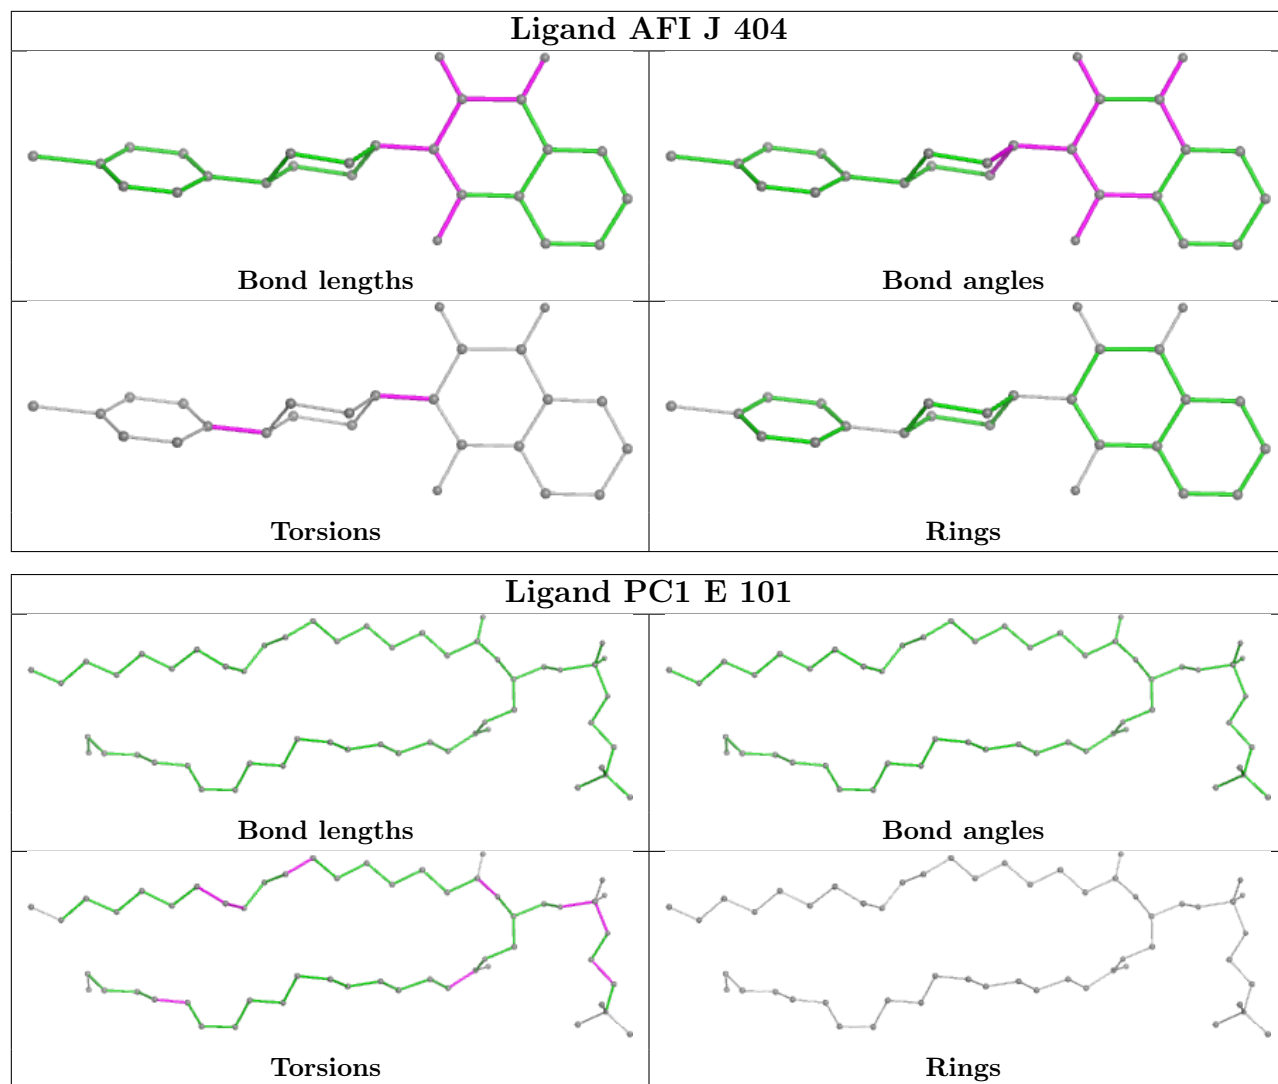 Ligand AFI J 404
Bond lengths
Bond angles
Torsions
Rings
Ligand PC1 E 101
Bond lengths
Bond angles
Torsions
Rings